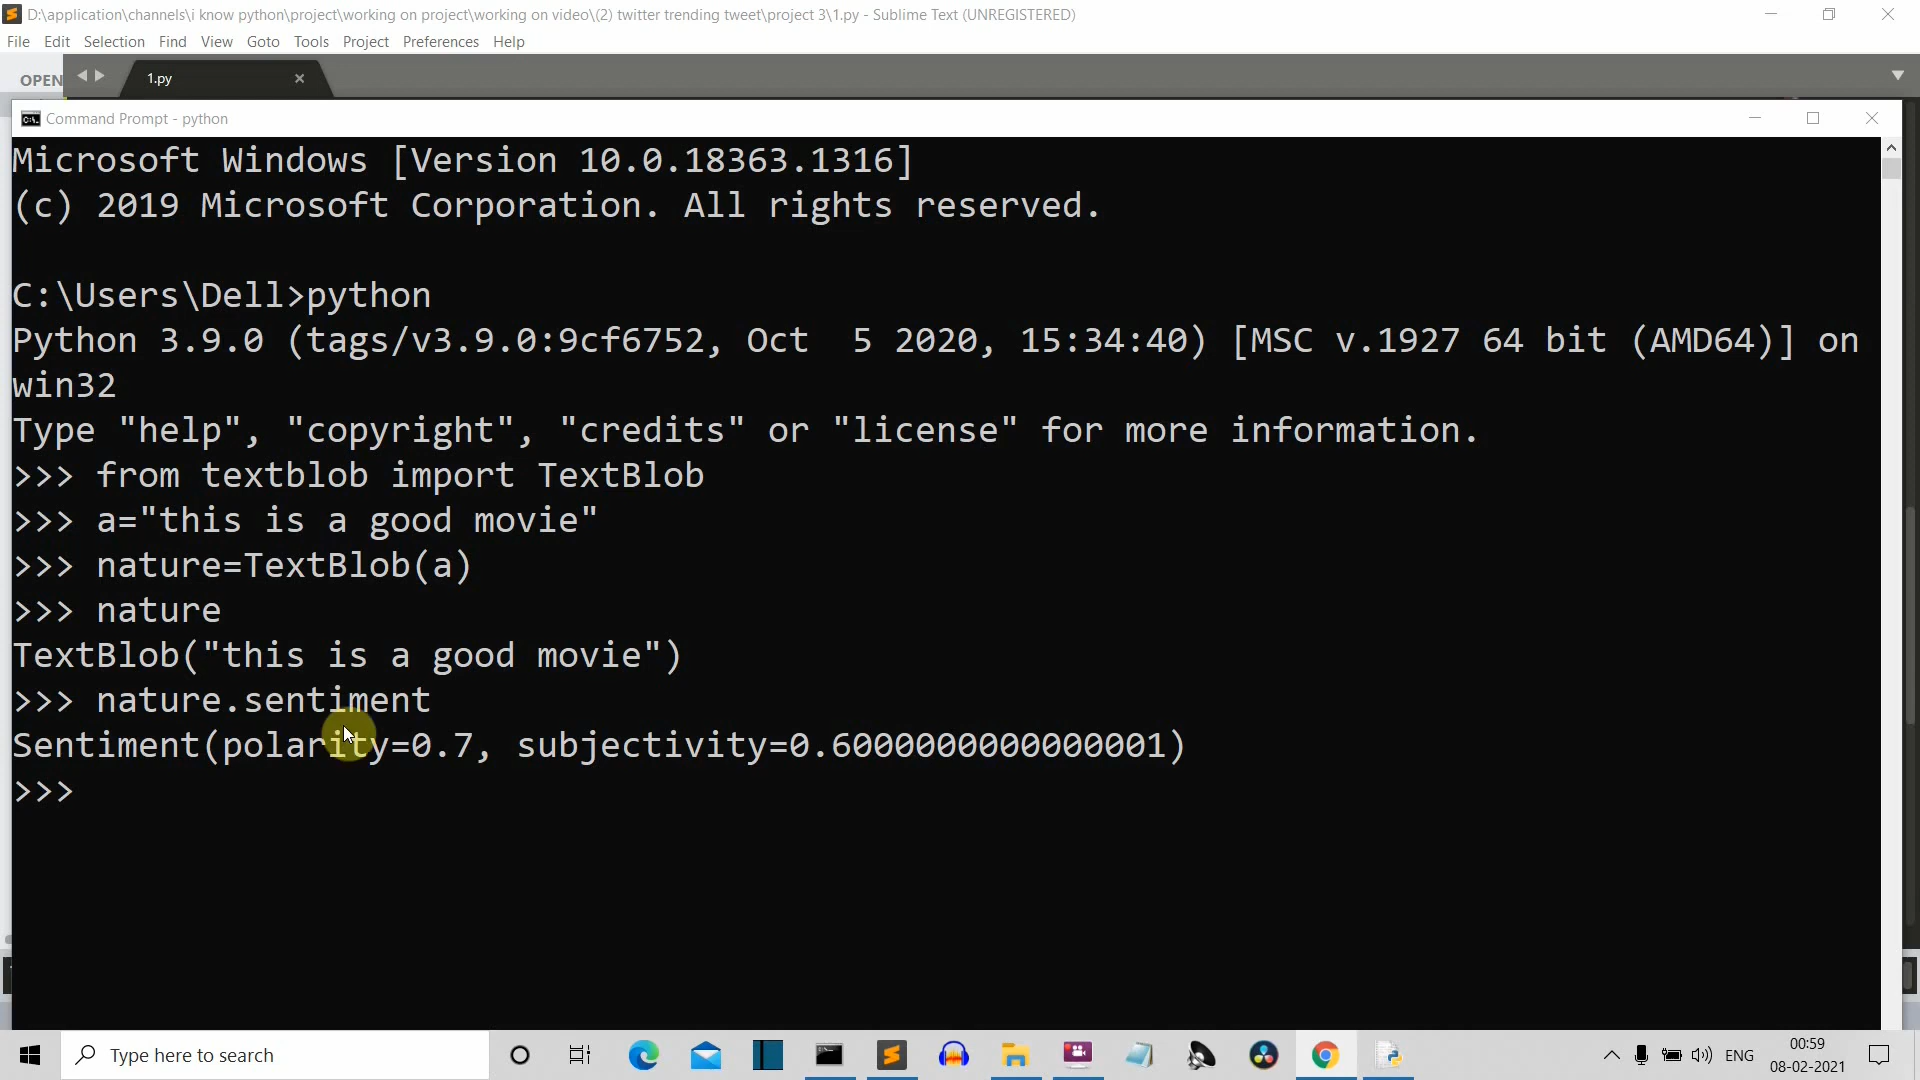 D:\application\channels\i know python\project\working on project\working on video\(2) twitter trending tweet\project 3\1.py - Sublime Text (UNREGISTERED)
File Edit Selection Find View Goto Tools Project Preferences Help
OPEN
1.py
Command Prompt - python
Microsoft Windows [Version 10.0.18363.1316]
(c) 2019 Microsoft Corporation. All rights reserved.
C:\Users\Dell>python
Python 3.9.0 (tags/v3.9.0:9cf6752, Oct  5 2020, 15:34:40) [MSC v.1927 64 bit (AMD64)] on
win32
Type "help", "copyright", "credits" or "license" for more information.
>>> from textblob import TextBlob
>>> a="this is a good movie"
>>> nature=TextBlob(a)
>>> nature
TextBlob("this is a good movie")
>>> nature.sentiment
Sentiment(polarity=0.7, subjectivity=0.6000000000000001)
>>>
Type here to search
ENG
00:59
08-02-2021